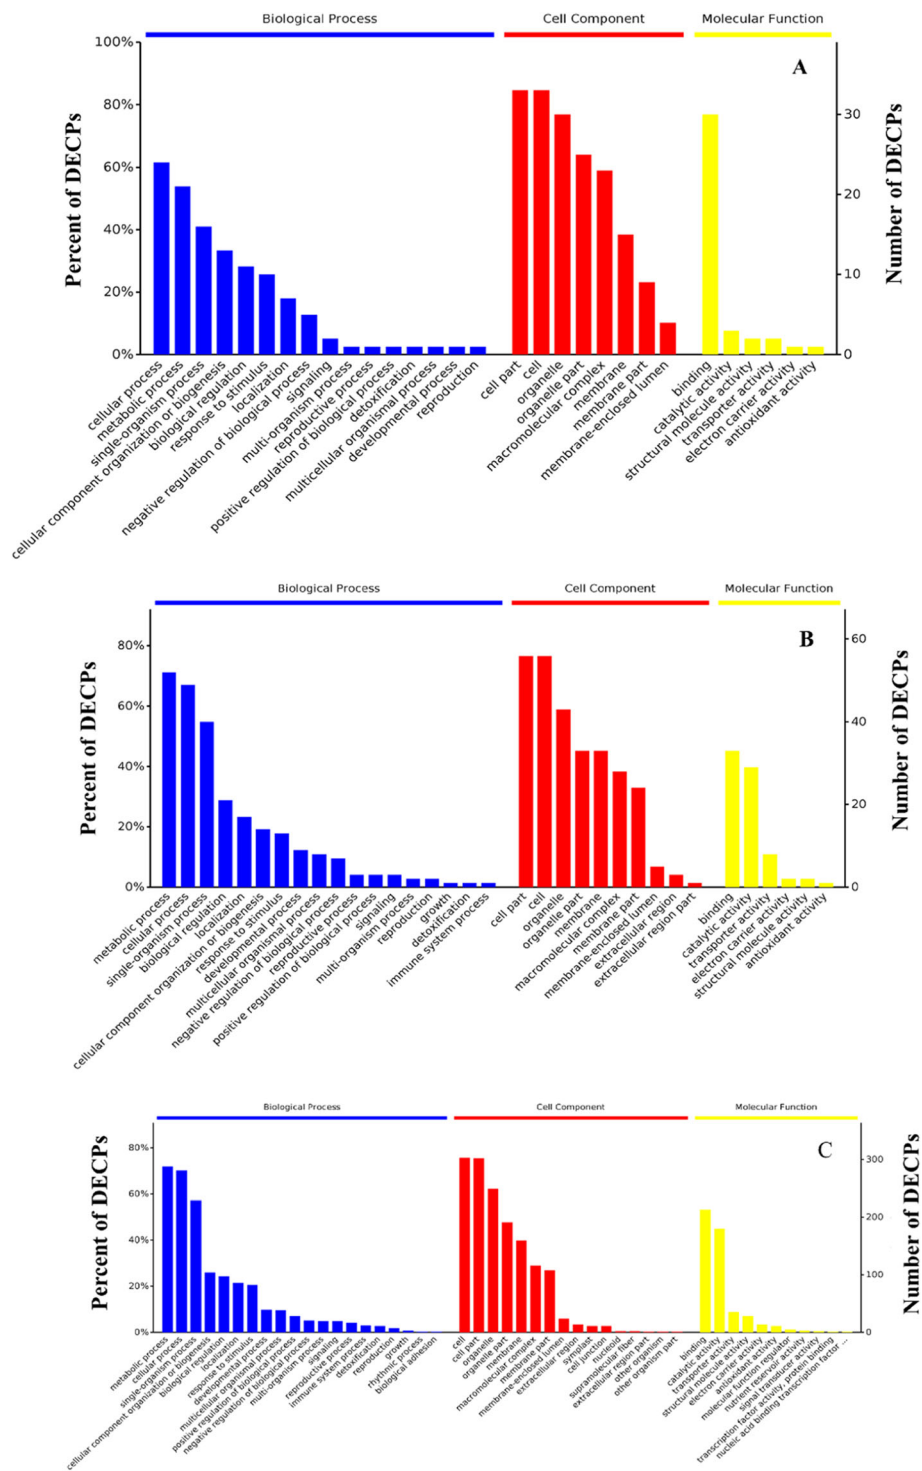 Biological Process
Cell Component
Molecular Function
A
Percent of DECPs
Number of DECPs
100%
80%
60%
40%
20%
0%
30
20
10
0
cellular process
metabolic process
single-organism process
cellular component organization or biogenesis
biological regulation
response to stimulus
localization
negative regulation of biological process
signaling
multi-organism process
reproductive process
positive regulation of biological process
detoxification
multicellular organismal process
developmental process
reproduction
cell part
cell
organelle
organelle part
macromolecular complex
membrane
membrane part
membrane-enclosed lumen
binding
catalytic activity
structural molecule activity
transporter activity
electron carrier activity
antioxidant activity
Biological Process
Cell Component
Molecular Function
B
Percent of DECPs
Number of DECPs
80%
60%
40%
20%
0%
60
40
20
0
metabolic process
cellular process
single-organism process
biological regulation
localization
cellular component organization or biogenesis
response to stimulus
developmental process
multicellular organismal process
negative regulation of biological process
reproductive process
positive regulation of biological process
signaling
multi-organism process
reproduction
growth
detoxification
immune system process
cell part
cell
organelle
organelle part
membrane
macromolecular complex
membrane part
membrane-enclosed lumen
extracellular region
extracellular region part
binding
catalytic activity
transporter activity
electron carrier activity
structural molecule activity
antioxidant activity
Biological Process
Cell Component
Molecular Function
C
Percent of DECPs
Number of DECPs
80%
60%
40%
20%
0%
300
200
100
0
metabolic process
cellular process
single-organism process
cellular component organization or biogenesis
biological regulation
localization
response to stimulus
developmental process
multicellular organismal process
positive regulation of biological process
negative regulation of biological process
multi-organism process
signaling
reproductive process
immune system process
detoxification
reproduction
growth
rhythmic process
biological adhesion
cell
cell part
organelle
organelle part
membrane
macromolecular complex
membrane part
membrane-enclosed lumen
extracellular region
symplast
cell junction
nucleoid
supramolecular fiber
extracellular region part
other organism
other organism part
binding
catalytic activity
transporter activity
structural molecule activity
electron carrier activity
antioxidant activity
molecular function regulator
nutrient reservoir activity
signal transducer activity
transcription factor activity, protein binding
nucleic acid binding transcription factor ...